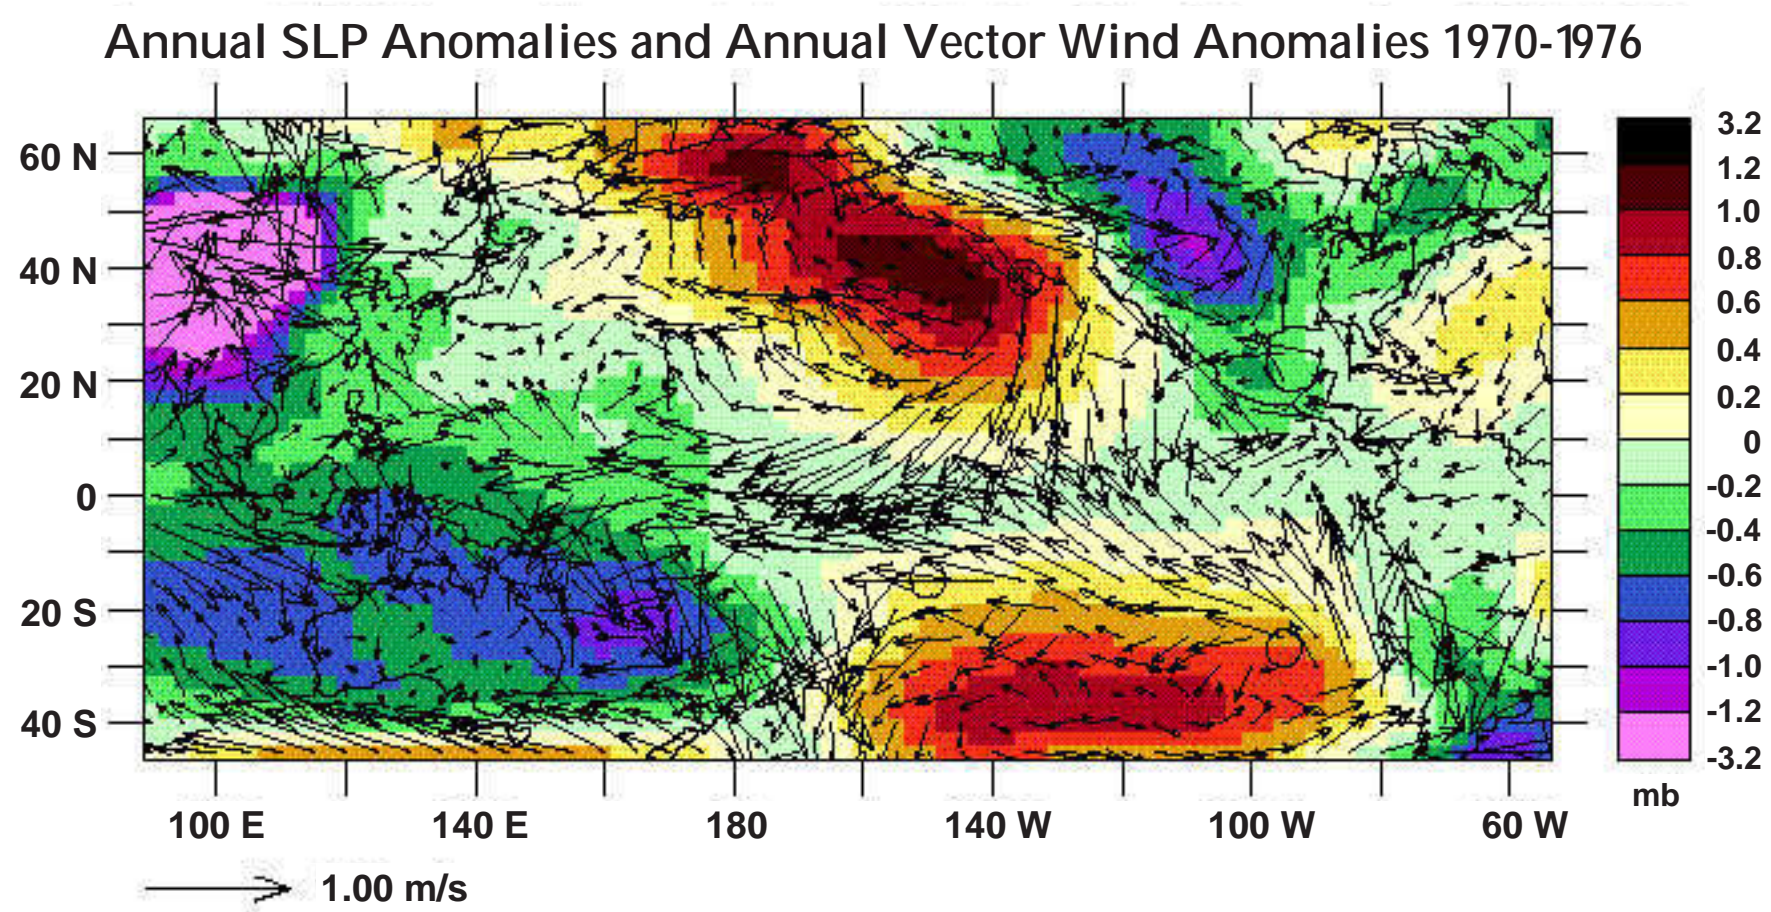 Annual SLP Anomalies and Annual Vector Wind Anomalies 1970-1976
60 N
40 N
20 N
0
20 S
40 S
100 E
140 E
180
140 W
100 W
60 W
3.2
1.2
1.0
0.8
0.6
0.4
0.2
0
-0.2
-0.4
-0.6
-0.8
-1.0
-1.2
-3.2
mb
1.00 m/s